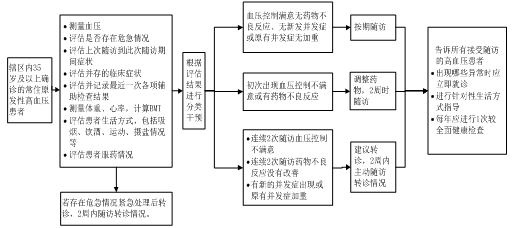 辖区内35
岁及以上确
诊的常住原
发性高血压
患者
•测量血压
•评估是否存在危急情况
•评估上次随访到此次随访期
间症状
•评估并存的临床症状
•评估并记录最近一次各项辅
助检查结果
•测量体重、心率，计算BMI
•评估患者生活方式，包括吸
烟、饮酒、运动、摄盐情况
等
•评估患者服药情况
若存在危急情况紧急处理后转
诊，2周内随访转诊情况。
根据
评估
结果
进行
分类
干预
血压控制满意无药物不
良反应、无新发并发症
或原有并发症无加重
初次出现血压控制不满
意或有药物不良反应
•连续2次随访血压控制
不满意
•连续2次随访药物不良
反应没有改善
•有新的并发症出现或
原有并发症加重
按期随访
调整药
物，2周时
随访
建议转
诊，2周内
主动随访
转诊情况
告诉所有接受随访
的高血压患者
•出现哪些异常时应
立即就诊
•进行针对性生活方
式指导
•每年应进行1次较
全面健康检查